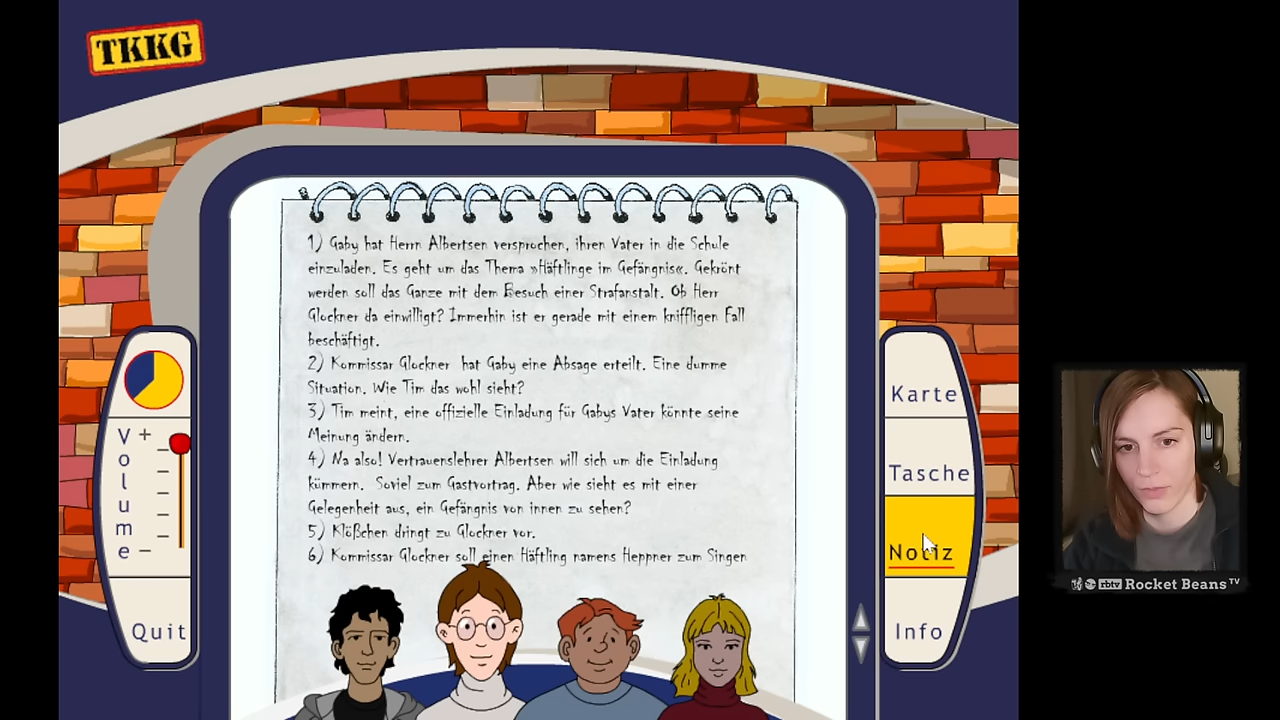 TKKG
1) Gaby hat Herrn Albertsen versprochen, ihren Vater in die Schule
einzuladen. Es geht um das Thema »Häftlinge im Gefängnis«. Gekrönt
werden soll das Ganze mit dem Besuch einer Strafanstalt. Ob Herr
Glockner da einwilligt? Immerhin ist er gerade mit einem kniffligen Fall
beschäftigt.
2) Kommissar Glockner hat Gaby eine Absage erteilt. Eine dumme
Situation. Wie Tim das wohl sieht?
3) Tim meint, eine offizielle Einladung für Gabys Vater könnte seine
Meinung ändern.
4) Na also! Vertrauenslehrer Albertsen will sich um die Einladung
kümmern. Soviel zum Gastvortrag. Aber wie sieht es mit einer
Gelegenheit aus, ein Gefängnis von innen zu sehen?
5) Klößchen dringt zu Glockner vor.
6) Kommissar Glockner soll einen Häftling namens Heppner zum Singen
Volume
+
–
Quit
Karte
Tasche
Notiz
Info
rbtv Rocket Beans TV